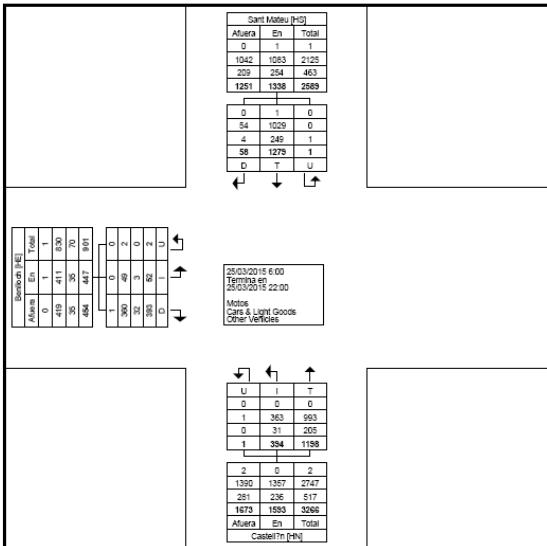 Sant Mateu [HS]
Afuera En Total
0 1 1
1042 1083 2125
209 254 463
1251 1338 2589
0 1 0
54 1029 0
4 249 1
58 1279 1
D T U
Benlloch [HE]
Afuera En Total
0 1 1
419 411 830
35 35 70
454 447 901
1 0 0
360 49 2
32 3 0
393 52 2
D I U
25/03/2015 6:00
Termina en
25/03/2015 22:00
Motos
Cars & Light Goods
Other Vehicles
U I T
0 0 0
1 363 993
0 31 205
1 394 1198
2 0 2
1390 1357 2747
281 236 517
1673 1593 3266
Afuera En Total
Castell?n [HN]